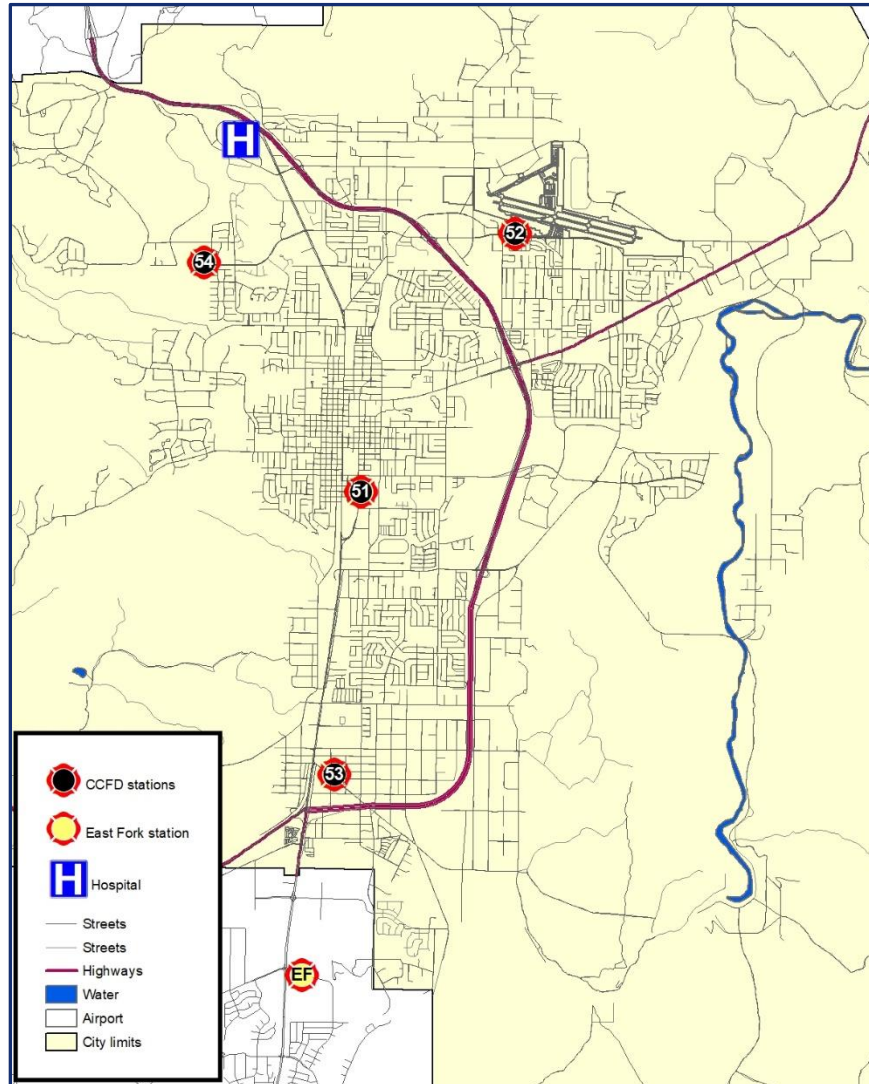 H
52
54
51
53
CCFD stations
East Fork station
H
Hospital
Streets
Streets
Highways
Water
Airport
City limits
EF